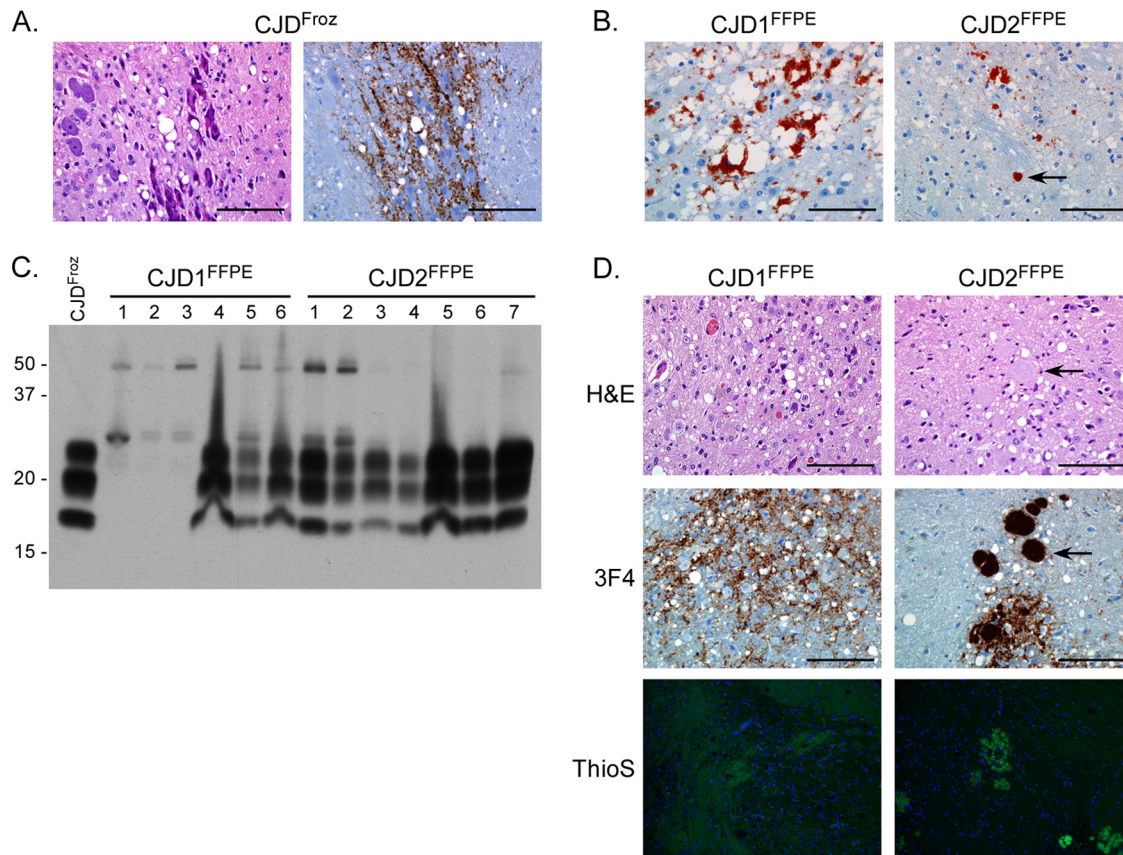 A.
CJD^Froz
B.
CJD1^FFPE
CJD2^FFPE
C.
CJD^Froz
CJD1^FFPE
CJD2^FFPE
1 2 3 4 5 6 1 2 3 4 5 6 7
50 -
37 -
20 -
15 -
D.
CJD1^FFPE
CJD2^FFPE
H&E
3F4
ThioS